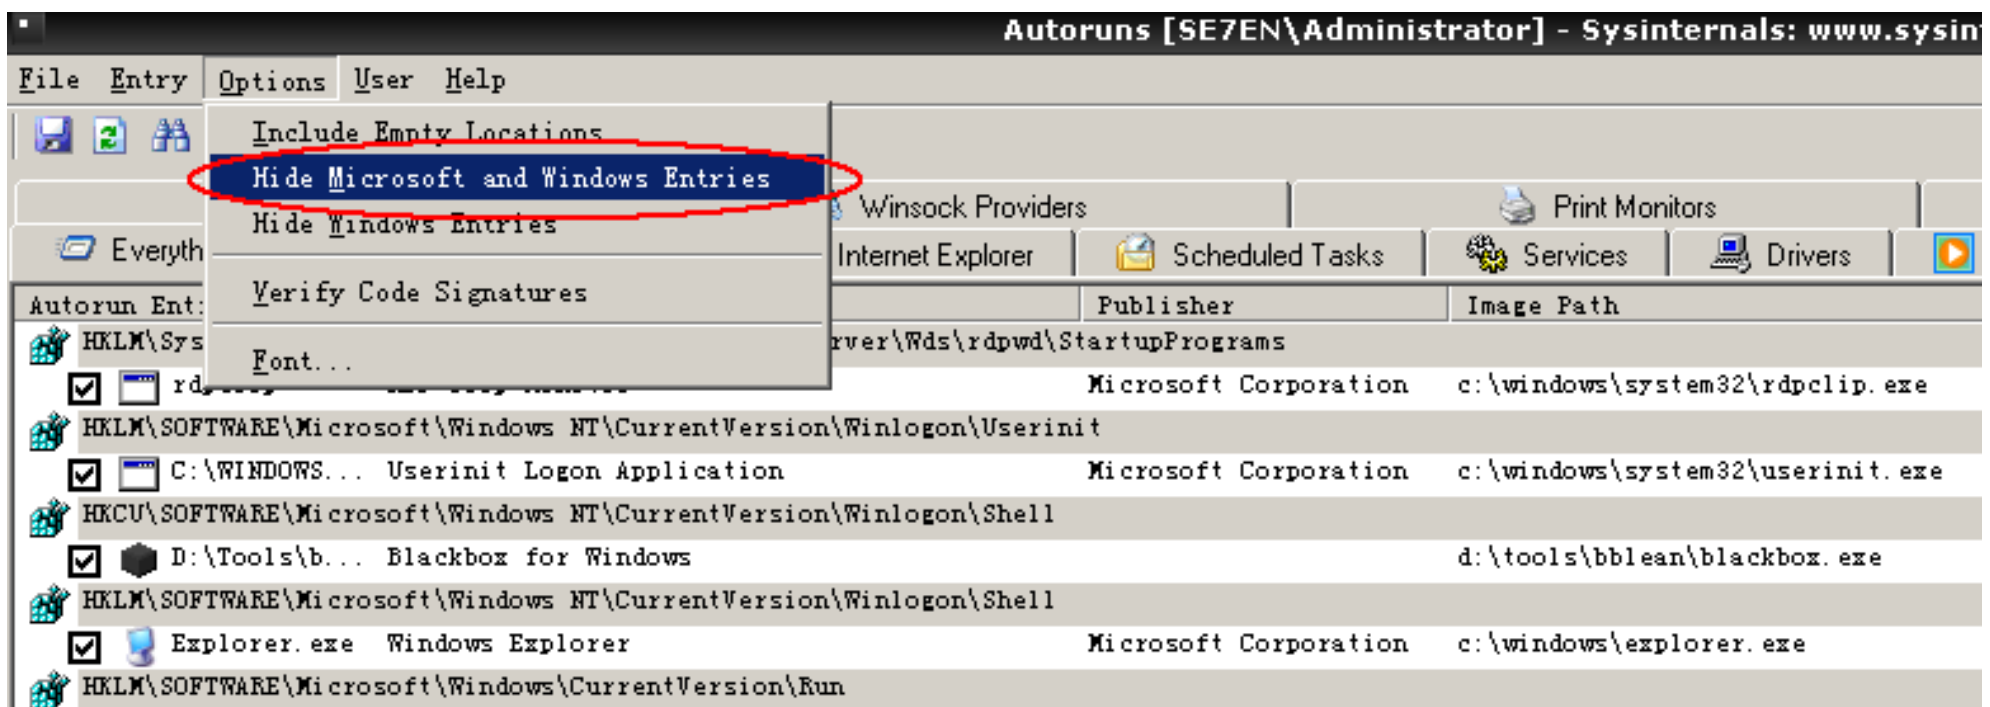 Autoruns [SE7EN\Administrator] - Sysinternals: www.sysin
File Entry Options User Help
Include Empty Locations
Hide Microsoft and Windows Entries
Hide Windows Entries
Verify Code Signatures
Font...
Winsock Providers Print Monitors
Everyth Internet Explorer Scheduled Tasks Services Drivers
Autorun Ent Publisher Image Path
HKLM\Sys rver\Wds\rdpwd\StartupPrograms
Microsoft Corporation c:\windows\system32\rdpclip.exe
HKLM\SOFTWARE\Microsoft\Windows NT\CurrentVersion\Winlogon\Userinit
C:\WINDOWS... Userinit Logon Application Microsoft Corporation c:\windows\system32\userinit.exe
HKCU\SOFTWARE\Microsoft\Windows NT\CurrentVersion\Winlogon\Shell
D:\Tools\b... Blackbox for Windows d:\tools\bblean\blackbox.exe
HKLM\SOFTWARE\Microsoft\Windows NT\CurrentVersion\Winlogon\Shell
Explorer.exe Windows Explorer Microsoft Corporation c:\windows\explorer.exe
HKLM\SOFTWARE\Microsoft\Windows\CurrentVersion\Run